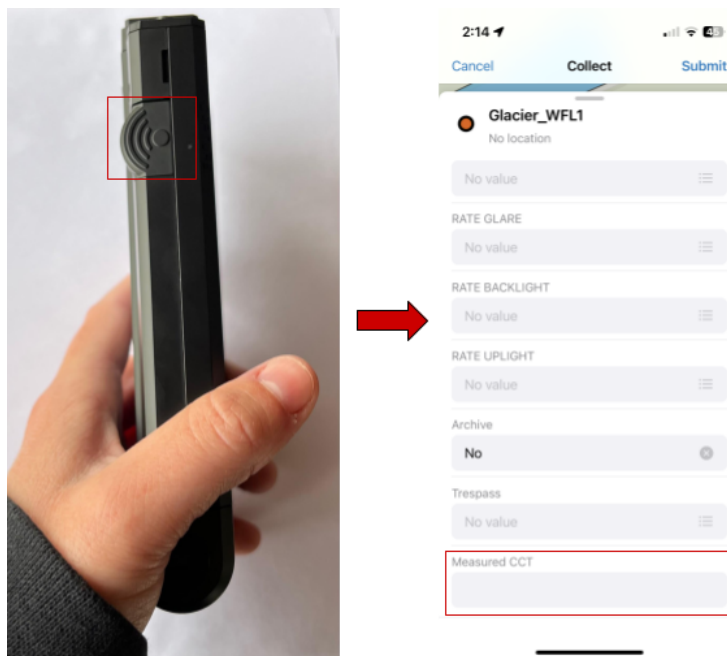 2:14
45
Cancel Collect Submit
Glacier_WFL1
No location
No value
RATE GLARE
No value
RATE BACKLIGHT
No value
RATE UPLIGHT
No value
Archive
No
Trespass
No value
Measured CCT